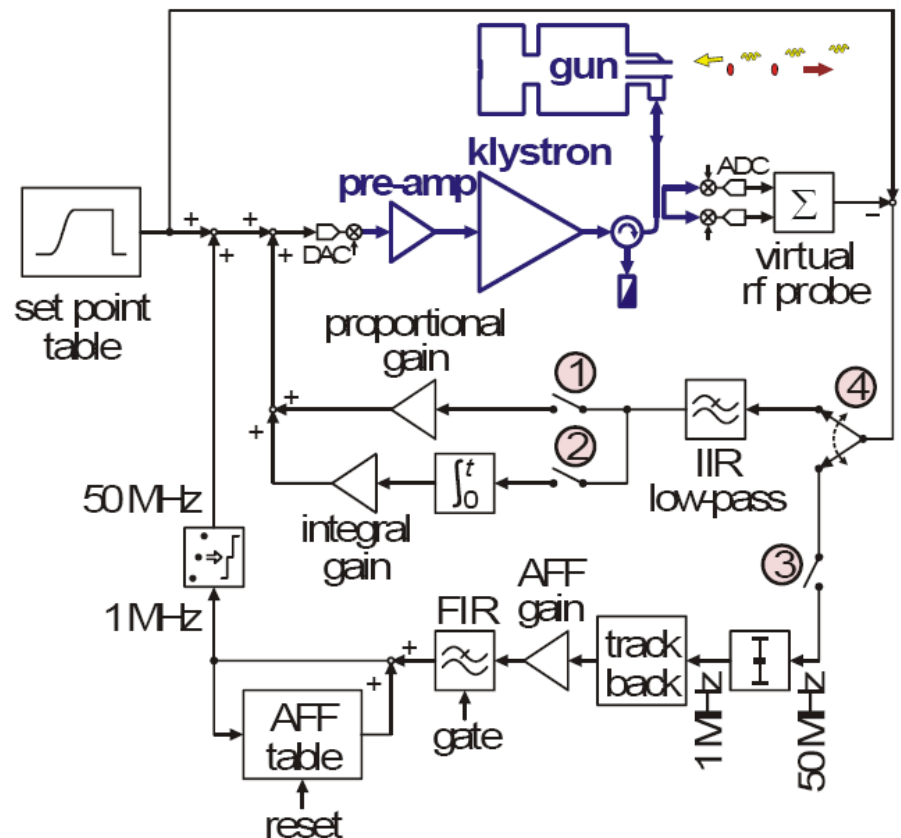 gun
klystron
pre-amp
ADC
Σ
+
+
+
+
DAC
−
virtual
rf probe
set point
table
proportional
gain
1
4
+
2
IIR
low-pass
+
∫ t 0
50 MHz
integral
gain
3
AFF
gain
1 MHz
FIR
⇒
+
track
back
+
AFF
table
gate
1 MHz
50 MHz
reset